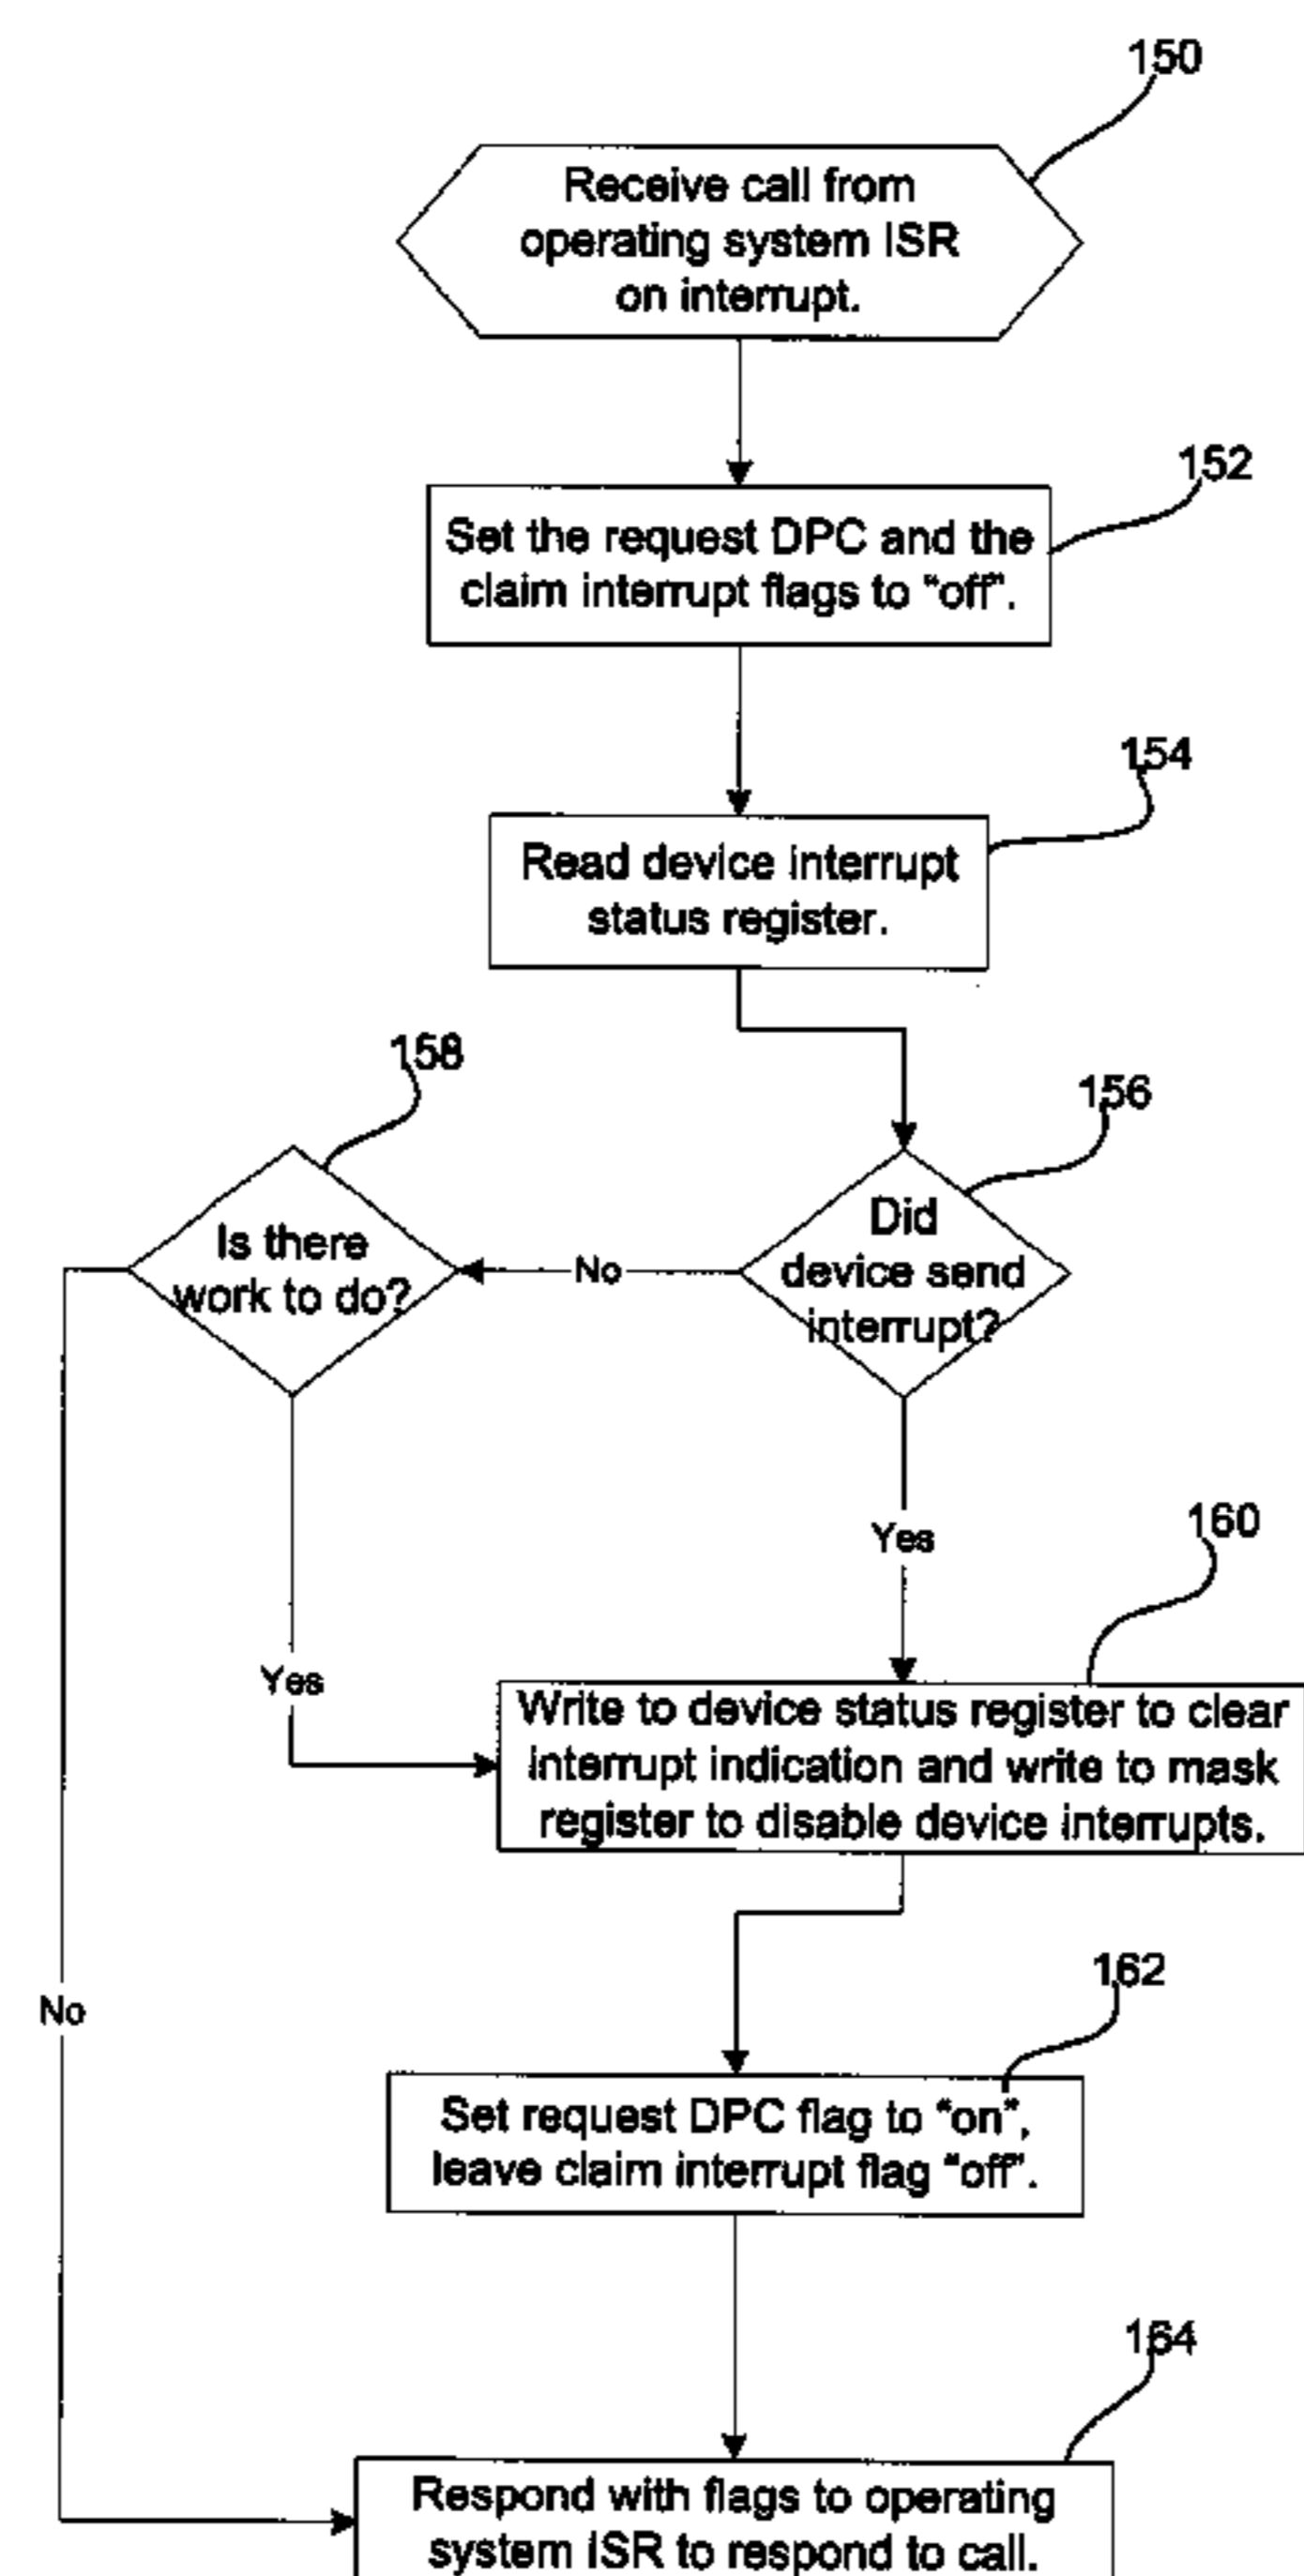 150
Receive call from
operating system ISR
on interrupt.
152
Set the request DPC and the
claim interrupt flags to "off".
154
Read device interrupt
status register.
158
156
Is there
work to do?
No
Did
device send
interrupt?
160
Yes
Yes
Write to device status register to clear
interrupt indication and write to mask
register to disable device interrupts.
162
No
Set request DPC flag to "on",
leave claim interrupt flag "off".
164
Respond with flags to operating
system ISR to respond to call.